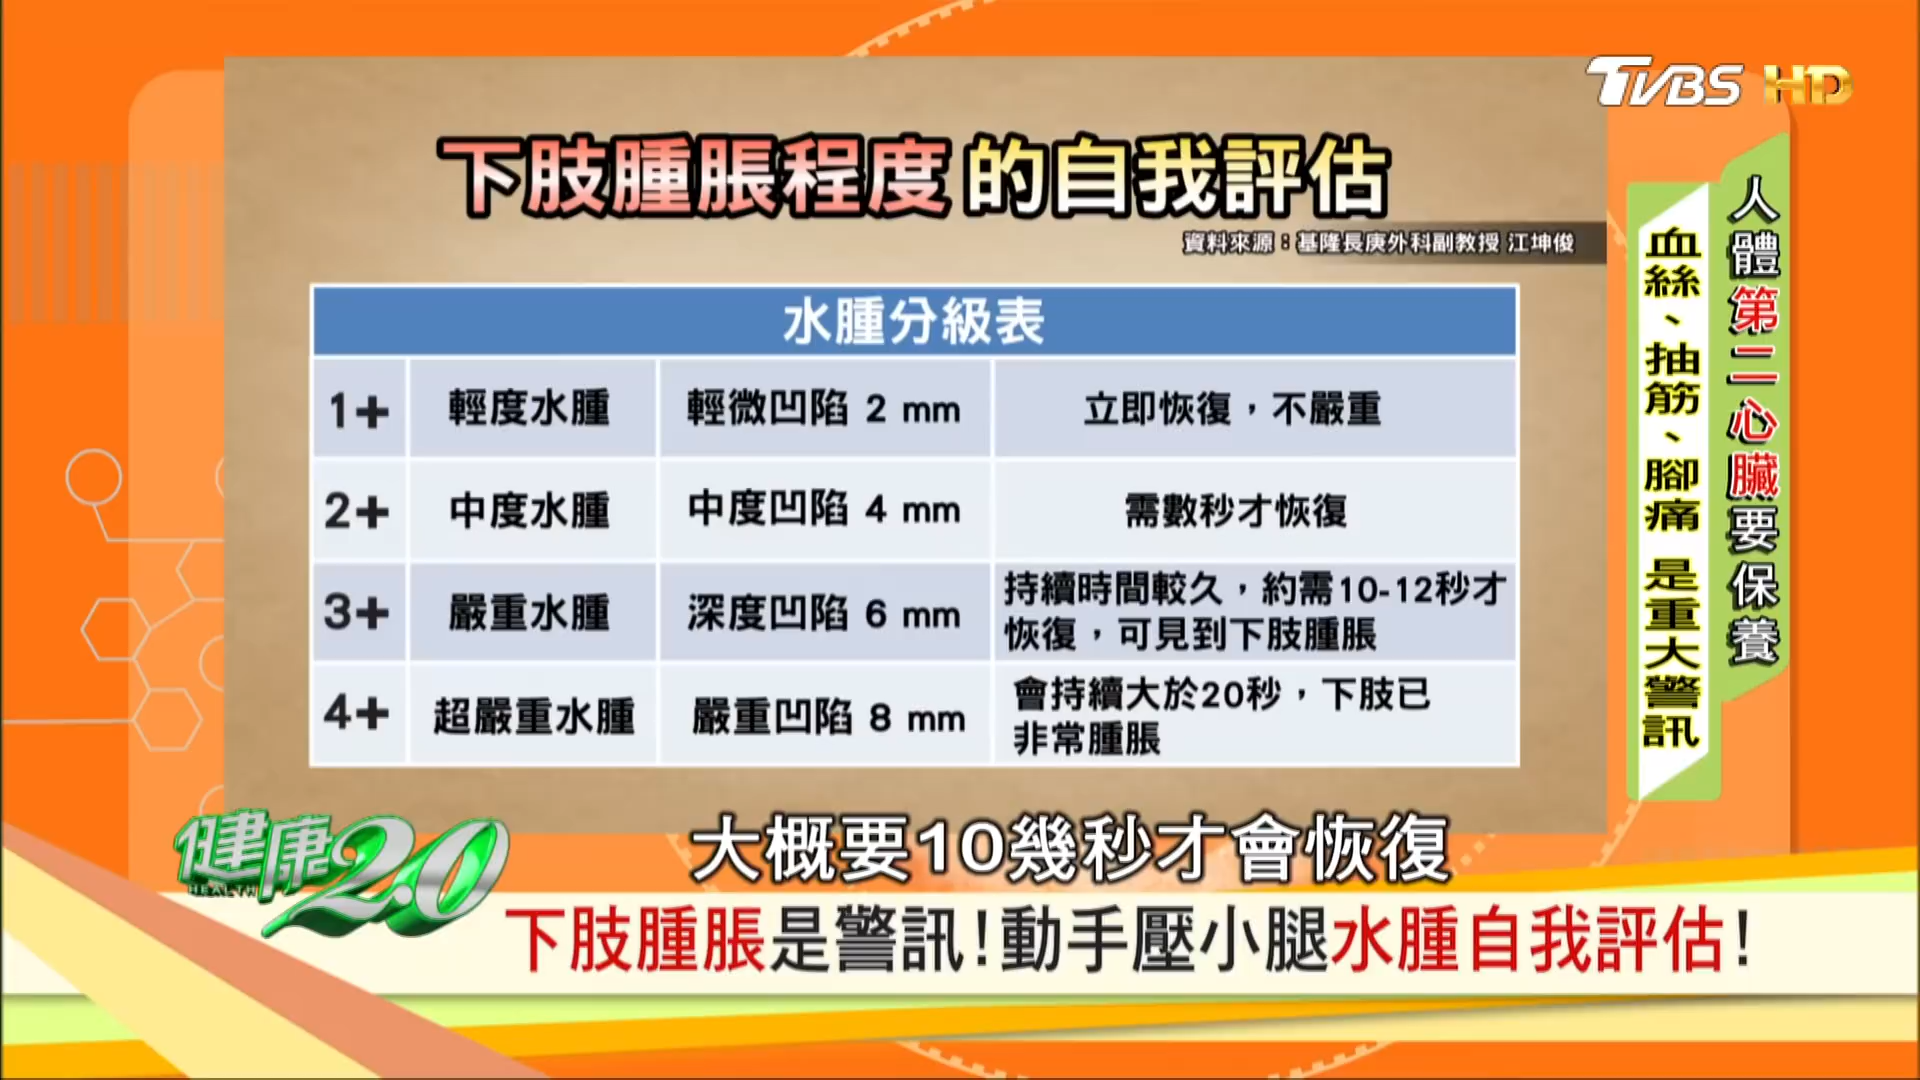 TVBS HD
下肢腫脹程度的自我評估
資料來源：基隆長庚外科副教授 江坤俊
水腫分級表
1+ 輕度水腫 輕微凹陷 2 mm 立即恢復，不嚴重
2+ 中度水腫 中度凹陷 4 mm 需數秒才恢復
3+ 嚴重水腫 深度凹陷 6 mm 持續時間較久，約需10-12秒才
恢復，可見到下肢腫脹
4+ 超嚴重水腫 嚴重凹陷 8 mm 會持續大於20秒，下肢已
非常腫脹
人體第二心臟要保養
血絲、抽筋、腳痛 是重大警訊
大概要10幾秒才會恢復
健康2.0
HEALTH
下肢腫脹是警訊！動手壓小腿水腫自我評估！